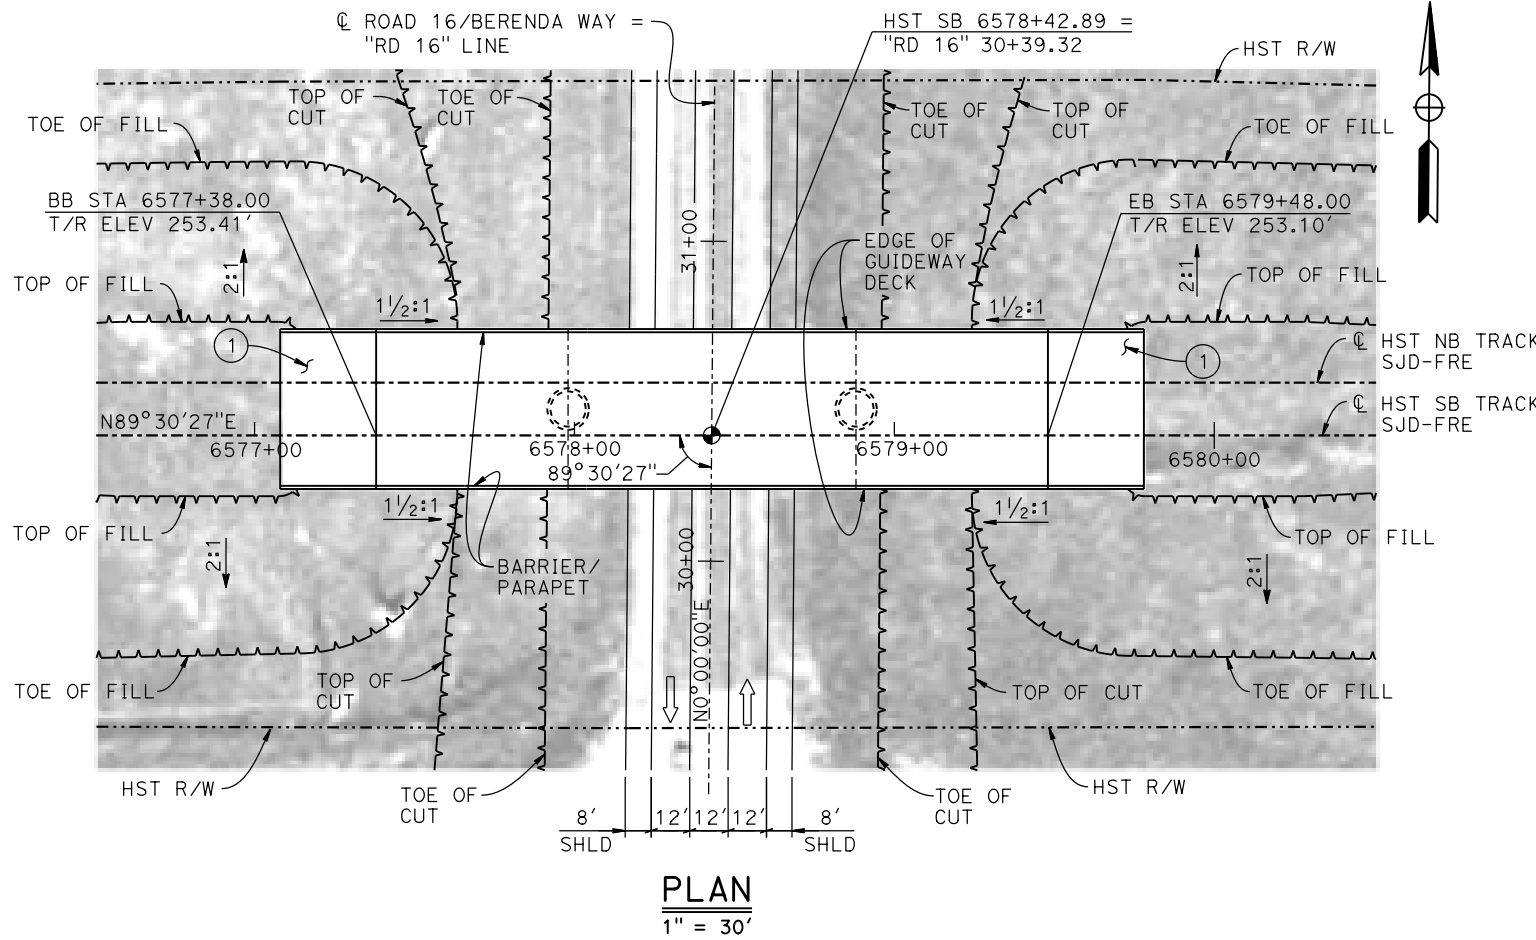 ℄ ROAD 16/BERENDA WAY =
"RD 16" LINE
HST SB 6578+42.89 =
"RD 16" 30+39.32
HST R/W
TOP OF
CUT
TOE OF
CUT
TOE OF
CUT
TOP OF
CUT
TOE OF FILL
TOE OF FILL
BB STA 6577+38.00
T/R ELEV 253.41'
EB STA 6579+48.00
T/R ELEV 253.10'
31+00
EDGE OF
GUIDEWAY
DECK
2:1
2:1
TOP OF FILL
TOP OF FILL
1½:1
1½:1
1
1
℄ HST NB TRACK
SJD-FRE
℄ HST SB TRACK
SJD-FRE
N89°30'27"E
6577+00
6578+00
6579+00
6580+00
89°30'27"
1½:1
1½:1
TOP OF FILL
TOP OF FILL
2:1
2:1
BARRIER/
PARAPET
30+00
N0°00'00"E
TOE OF FILL
TOP OF
CUT
TOP OF CUT
TOE OF FILL
HST R/W
HST R/W
TOE OF
CUT
TOE OF
CUT
8' 12' 12' 12' 8'
SHLD SHLD
PLAN
1" = 30'